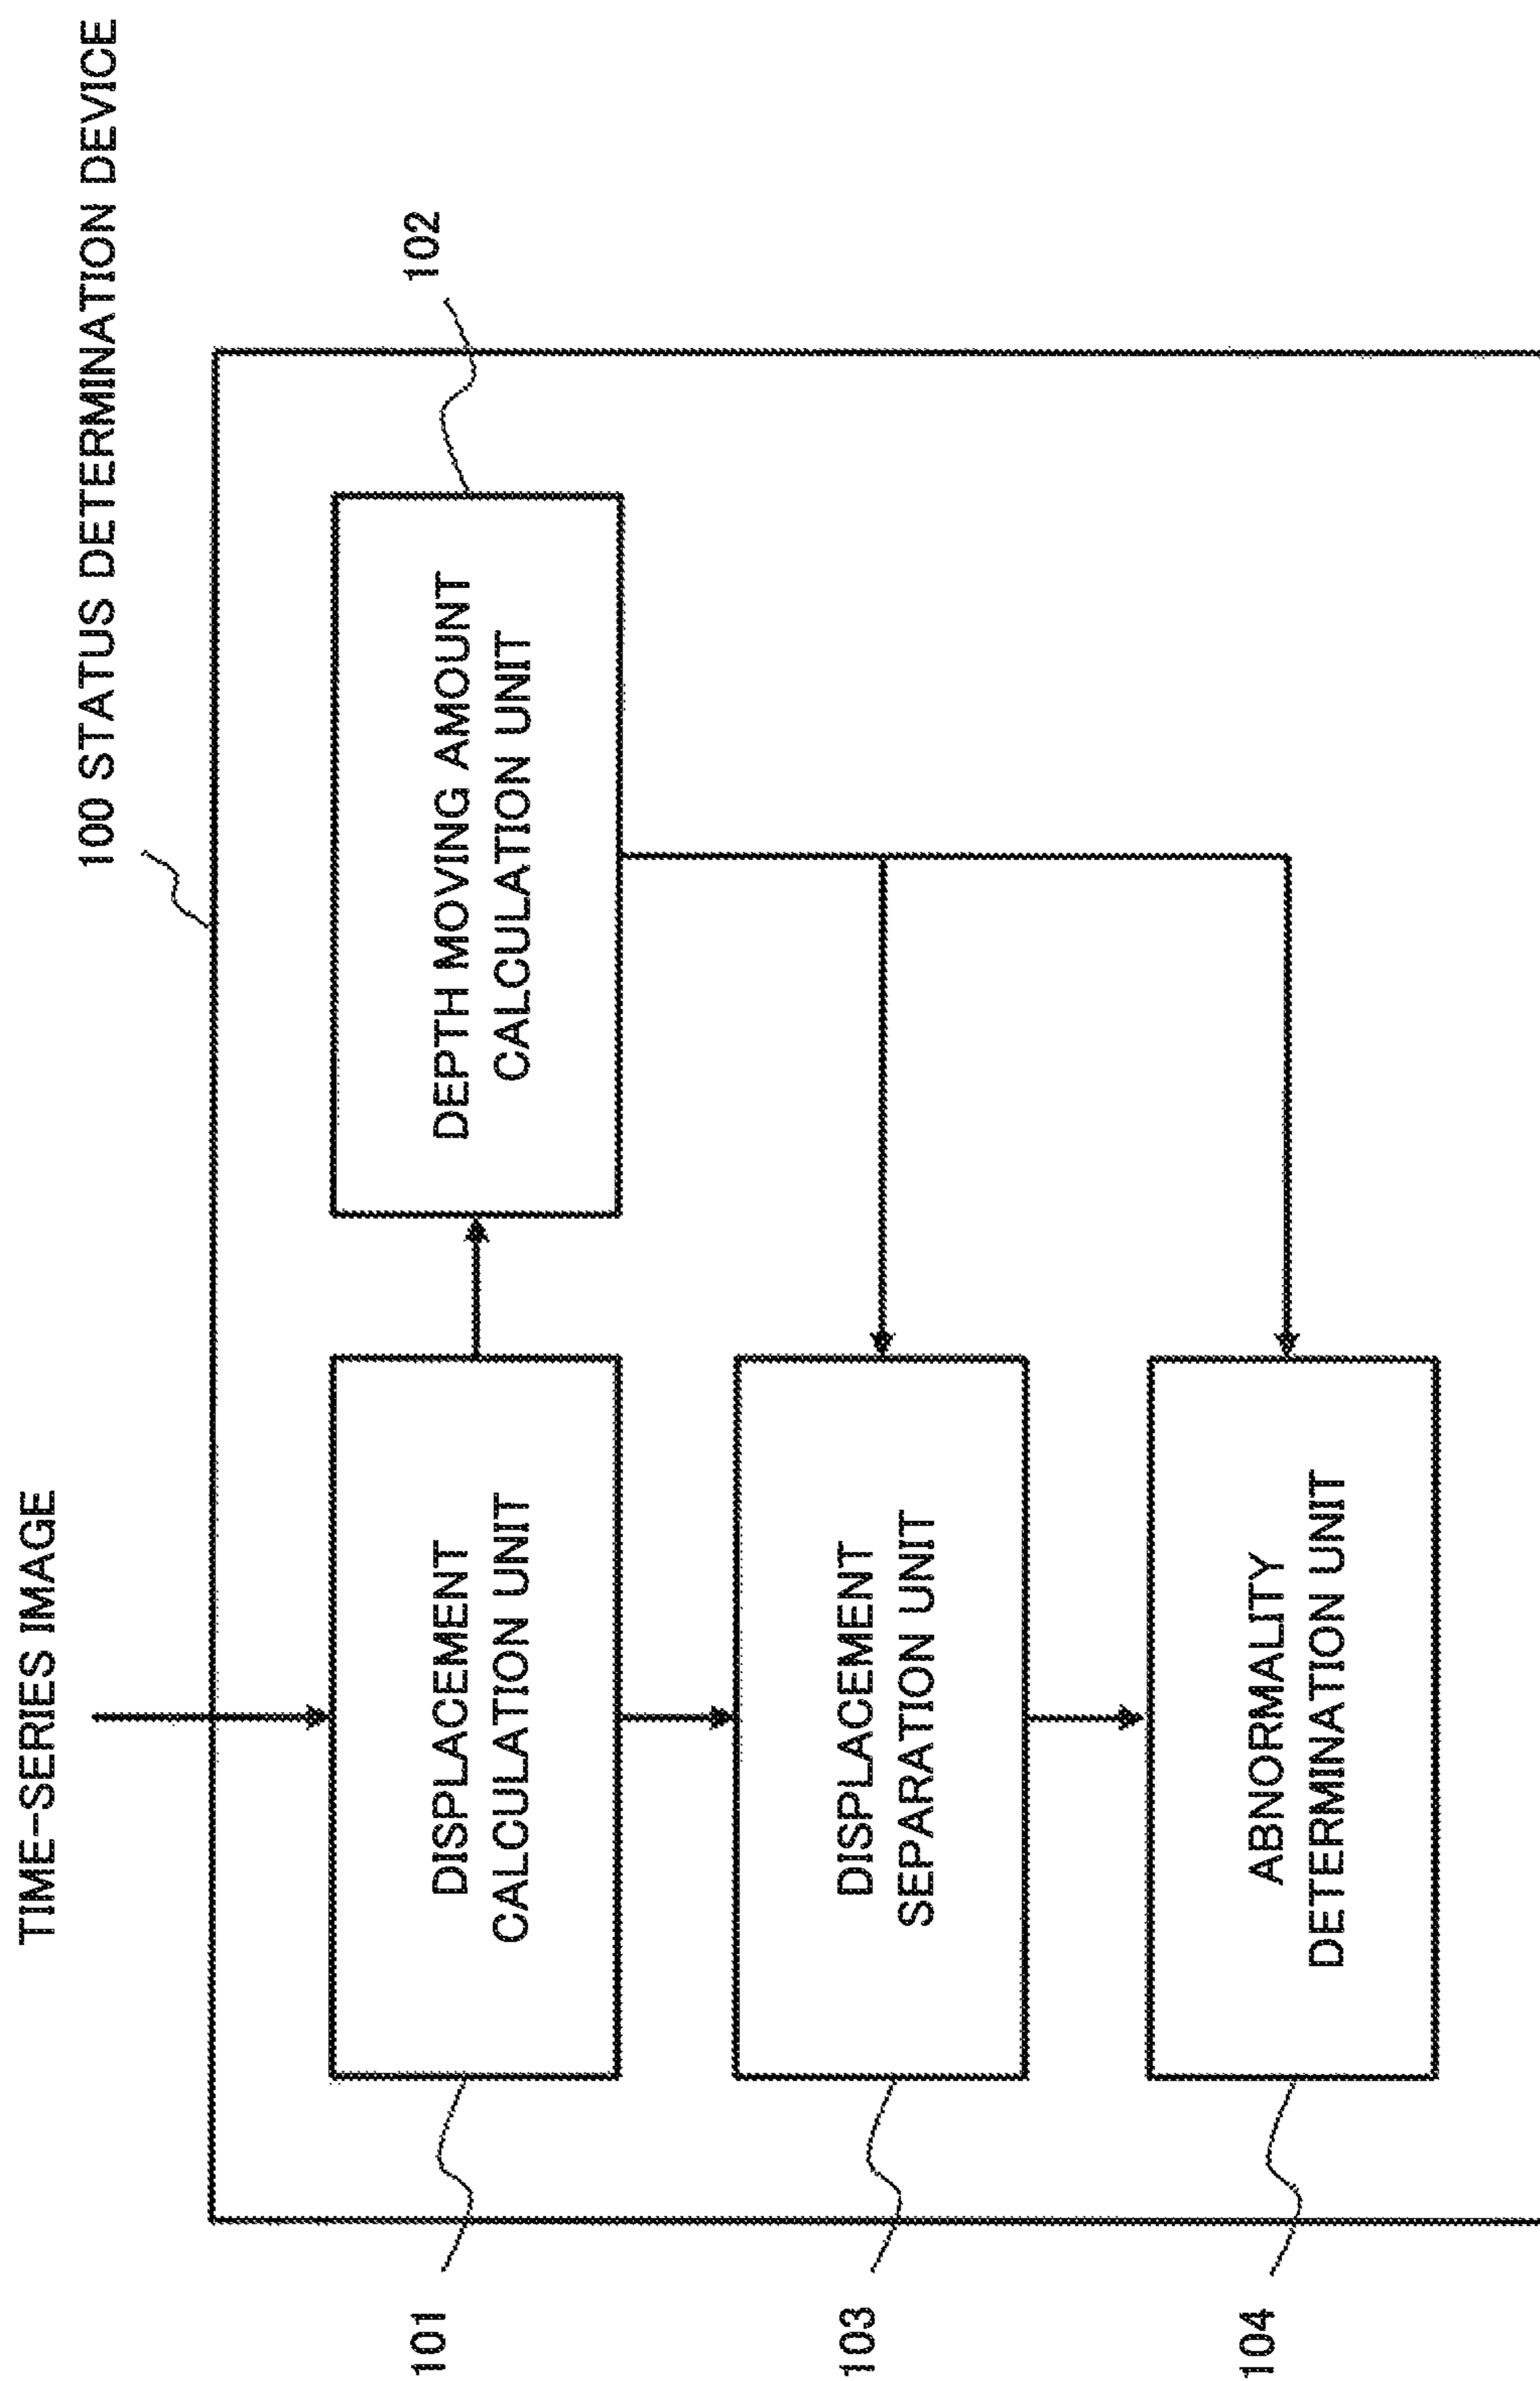 TIME-SERIES IMAGE
100 STATUS DETERMINATION DEVICE
101
DISPLACEMENT
CALCULATION UNIT
DEPTH MOVING AMOUNT
CALCULATION UNIT
102
103
DISPLACEMENT
SEPARATION UNIT
104
ABNORMALITY
DETERMINATION UNIT